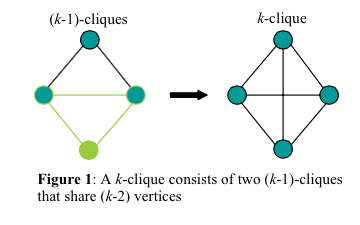 (k-1)-cliques
k-clique
Figure 1: A k-clique consists of two (k-1)-cliques
that share (k-2) vertices